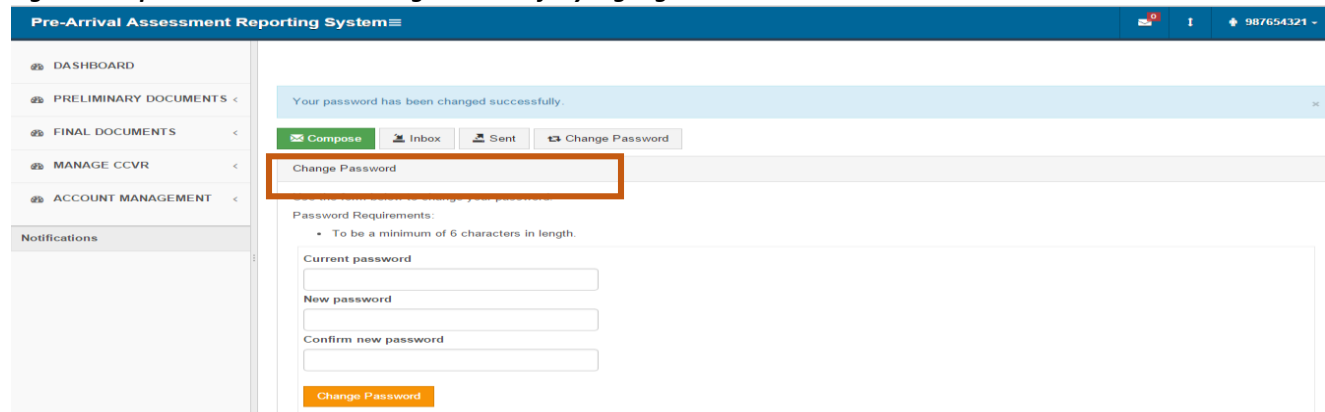 Pre-Arrival Assessment Reporting System
0
987654321
DASHBOARD
PRELIMINARY DOCUMENTS <
FINAL DOCUMENTS <
MANAGE CCVR <
ACCOUNT MANAGEMENT <
Notifications
Your password has been changed successfully. ×
Compose Inbox Sent Change Password
Change Password
Password Requirements:
• To be a minimum of 6 characters in length.
Current password
New password
Confirm new password
Change Password